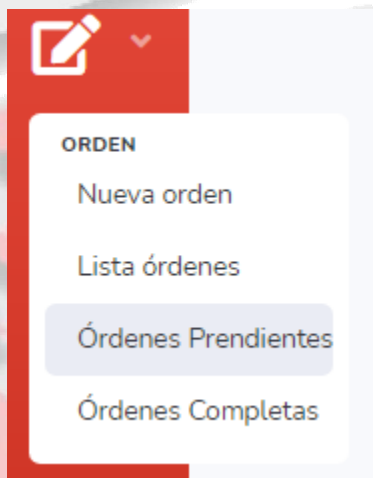 ORDEN
Nueva orden
Lista órdenes
Órdenes Prendientes
Órdenes Completas